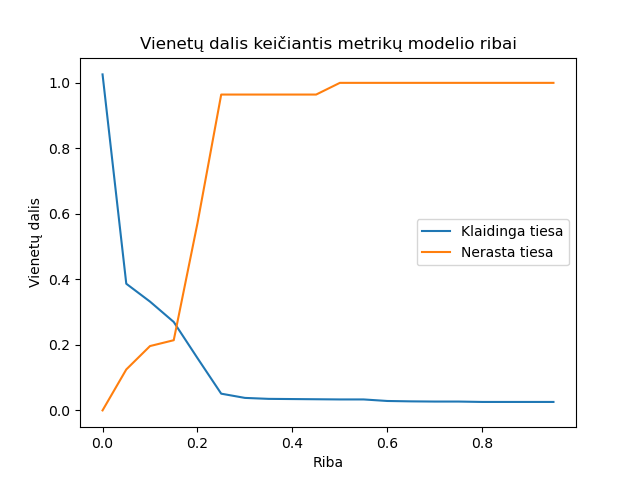 Vienetų dalis keičiantis metrikų modelio ribai
1.0
0.8
0.6
0.4
0.2
0.0
Vienetų dalis
Klaidinga tiesa
Nerasta tiesa
0.0 0.2 0.4 0.6 0.8
Riba